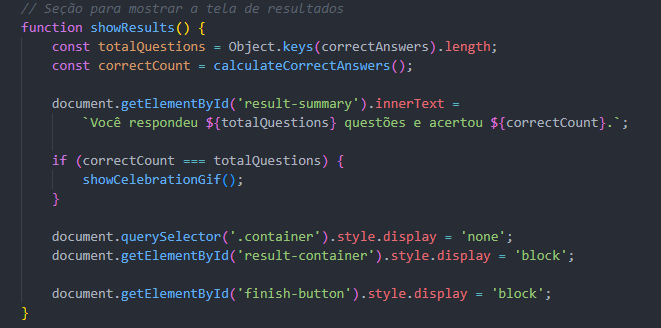 // Seção para mostrar a tela de resultados
function showResults() {
    const totalQuestions = Object.keys(correctAnswers).length;
    const correctCount = calculateCorrectAnswers();

    document.getElementById('result-summary').innerText =
        `Você respondeu ${totalQuestions} questões e acertou ${correctCount}.`;

    if (correctCount === totalQuestions) {
        showCelebrationGif();
    }

    document.querySelector('.container').style.display = 'none';
    document.getElementById('result-container').style.display = 'block';

    document.getElementById('finish-button').style.display = 'block';
}